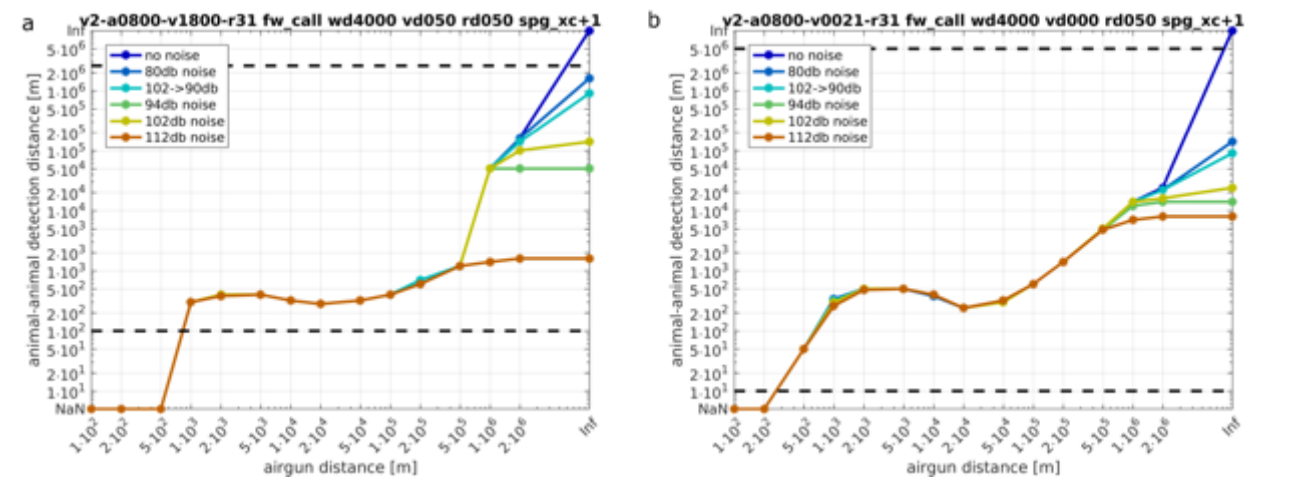 a
y2-a0800-v1800-r31 fw_call wd4000 vd050 rd050 spg_xc+1
Inf
5·10⁶
2·10⁶
1·10⁶
5·10⁵
2·10⁵
1·10⁵
5·10⁴
2·10⁴
1·10⁴
5·10³
2·10³
1·10³
5·10²
2·10²
1·10²
5·10¹
2·10¹
1·10¹
NaN
animal-animal detection distance [m]
no noise
80db noise
102->90db
94db noise
102db noise
112db noise
1·10² 2·10² 5·10² 1·10³ 2·10³ 5·10³ 1·10⁴ 2·10⁴ 5·10⁴ 1·10⁵ 2·10⁵ 5·10⁵ 1·10⁶ 2·10⁶ Inf
airgun distance [m]
b
y2-a0800-v0021-r31 fw_call wd4000 vd000 rd050 spg_xc+1
Inf
5·10⁶
2·10⁶
1·10⁶
5·10⁵
2·10⁵
1·10⁵
5·10⁴
2·10⁴
1·10⁴
5·10³
2·10³
1·10³
5·10²
2·10²
1·10²
5·10¹
2·10¹
1·10¹
NaN
animal-animal detection distance [m]
no noise
80db noise
102->90db
94db noise
102db noise
112db noise
1·10² 2·10² 5·10² 1·10³ 2·10³ 5·10³ 1·10⁴ 2·10⁴ 5·10⁴ 1·10⁵ 2·10⁵ 5·10⁵ 1·10⁶ 2·10⁶ Inf
airgun distance [m]